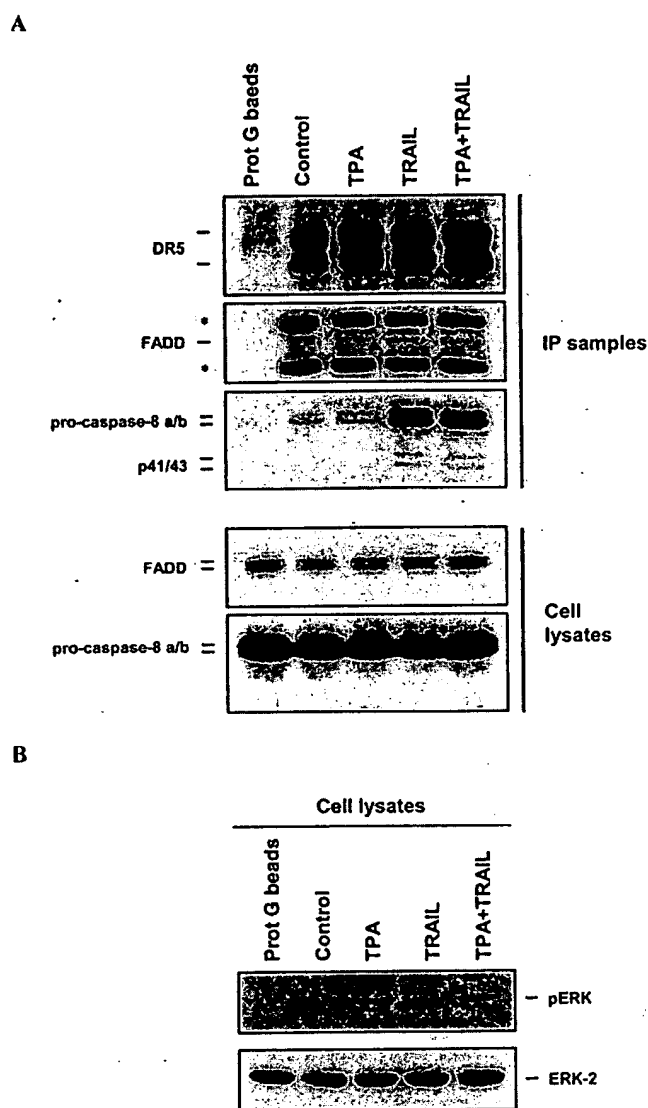 A
Prot G baeds
Control
TPA
TRAIL
TPA+TRAIL
DR5
* 
FADD
*
IP samples
pro-caspase-8 a/b
p41/43
FADD
pro-caspase-8 a/b
Cell
lysates
B
Cell lysates
Prot G beads
Control
TPA
TRAIL
TPA+TRAIL
pERK
ERK-2